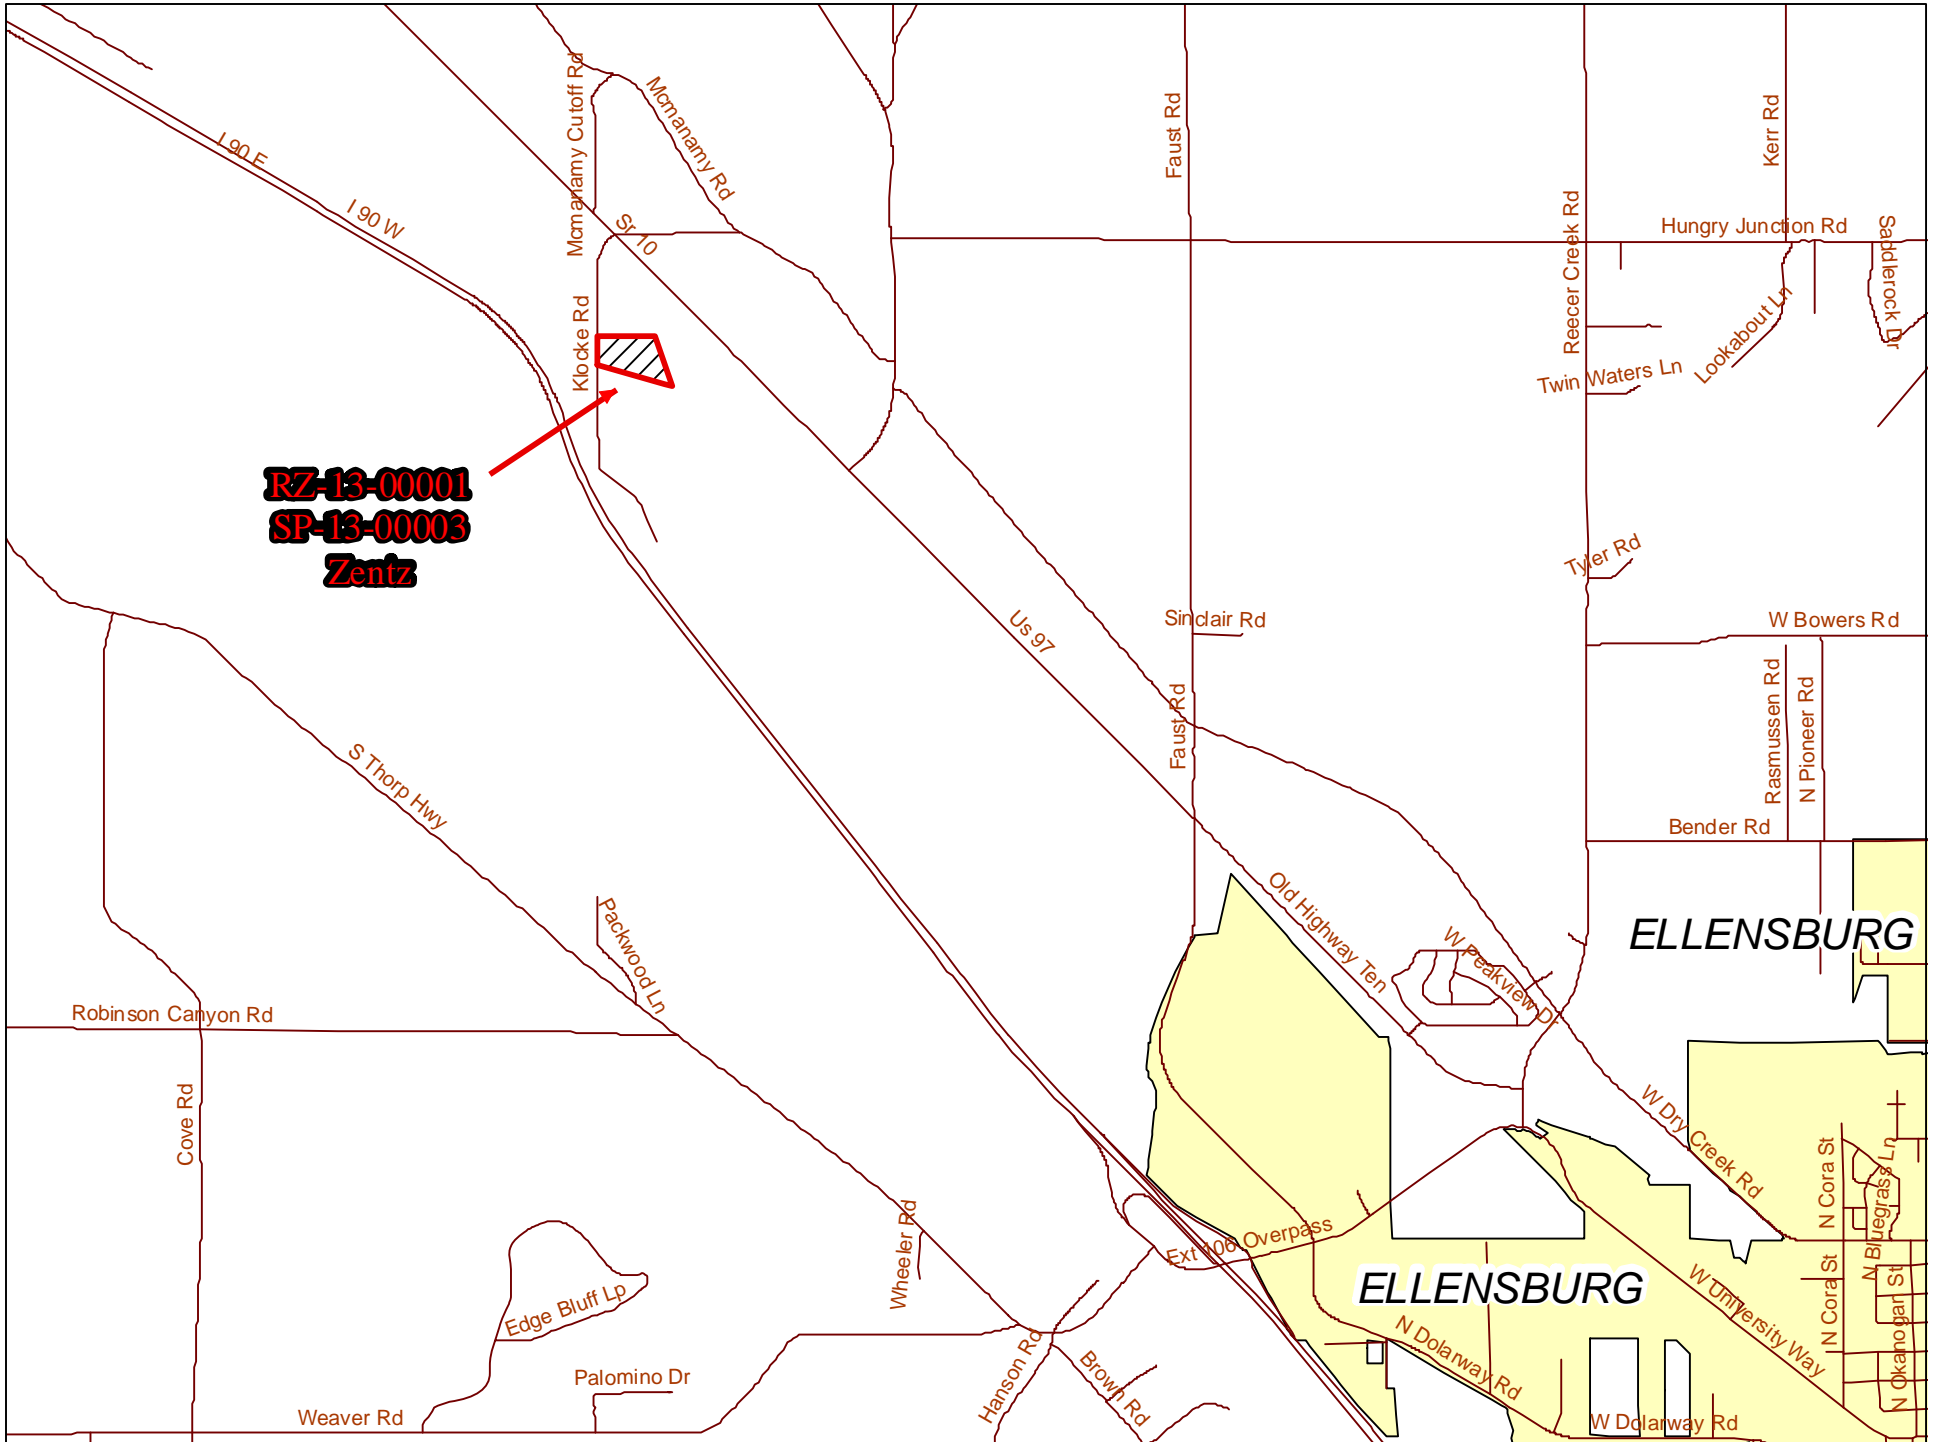 Mcmanamy Cutoff Rd
Mcmanamy Rd
Faust Rd
Kerr Rd
I 90 E
I 90 W
Sr 10
Reecer Creek Rd
Hungry Junction Rd
Saddlerock Dr
Klocke Rd
Lookabout Ln
Twin Waters Ln
RZ-13-00001
SP-13-00003
Zentz
Tyler Rd
Us 97
Sinclair Rd
W Bowers Rd
Faust Rd
Rasmussen Rd
N Pioneer Rd
S Thorp Hwy
Bender Rd
Old Highway Ten
W Peakview Dr
ELLENSBURG
Packwood Ln
Robinson Canyon Rd
Cove Rd
W Dry Creek Rd
N Cora St
N Bluegrass Ln
Wheeler Rd
Ext 106 Overpass
ELLENSBURG
W University Way
N Cora St
N Okanogan St
Edge Bluff Lp
N Dolarway Rd
Hanson Rd
Brown Rd
Palomino Dr
Weaver Rd
W Dolarway Rd